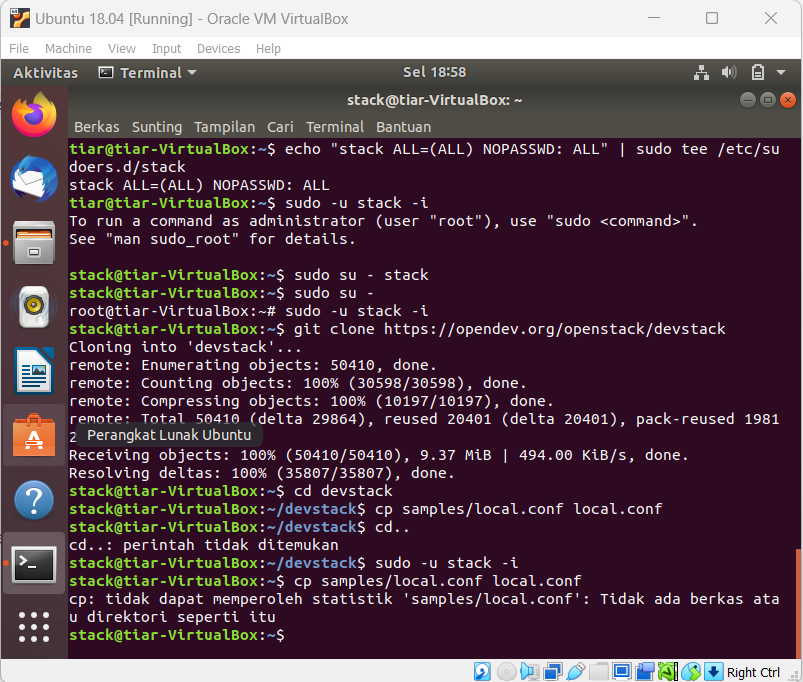 Ubuntu 18.04 [Running] - Oracle VM VirtualBox
File Machine View Input Devices Help
Aktivitas Terminal Sel 18:58
stack@tiar-VirtualBox: ~
Berkas Sunting Tampilan Cari Terminal Bantuan
tiar@tiar-VirtualBox:~$ echo "stack ALL=(ALL) NOPASSWD: ALL" | sudo tee /etc/su
doers.d/stack
stack ALL=(ALL) NOPASSWD: ALL
tiar@tiar-VirtualBox:~$ sudo -u stack -i
To run a command as administrator (user "root"), use "sudo <command>".
See "man sudo_root" for details.
stack@tiar-VirtualBox:~$ sudo su - stack
stack@tiar-VirtualBox:~$ sudo su -
root@tiar-VirtualBox:~# sudo -u stack -i
stack@tiar-VirtualBox:~$ git clone https://opendev.org/openstack/devstack
Cloning into 'devstack'...
remote: Enumerating objects: 50410, done.
remote: Counting objects: 100% (30598/30598), done.
remote: Compressing objects: 100% (10197/10197), done.
remote: Total 50410 (delta 29864), reused 20401 (delta 20401), pack-reused 1981
2
Perangkat Lunak Ubuntu
Receiving objects: 100% (50410/50410), 9.37 MiB | 494.00 KiB/s, done.
Resolving deltas: 100% (35807/35807), done.
stack@tiar-VirtualBox:~$ cd devstack
stack@tiar-VirtualBox:~/devstack$ cp samples/local.conf local.conf
stack@tiar-VirtualBox:~/devstack$ cd..
cd..: perintah tidak ditemukan
stack@tiar-VirtualBox:~/devstack$ sudo -u stack -i
stack@tiar-VirtualBox:~$ cp samples/local.conf local.conf
cp: tidak dapat memperoleh statistik 'samples/local.conf': Tidak ada berkas ata
u direktori seperti itu
stack@tiar-VirtualBox:~$
Right Ctrl